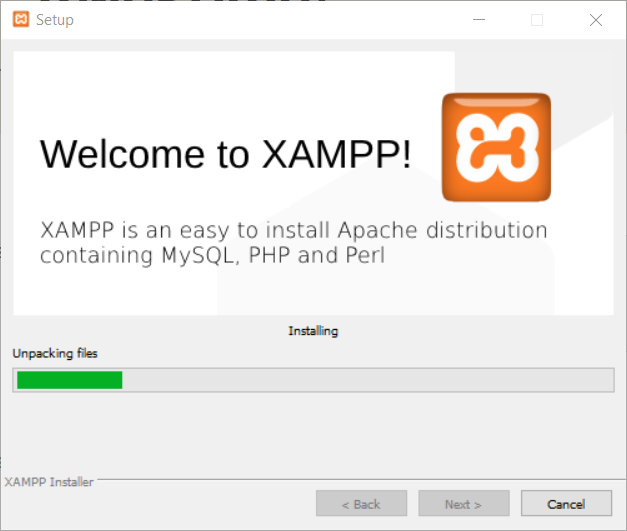 Setup
Welcome to XAMPP!
XAMPP is an easy to install Apache distribution
containing MySQL, PHP and Perl
Installing
Unpacking files
XAMPP Installer
< Back
Next >
Cancel